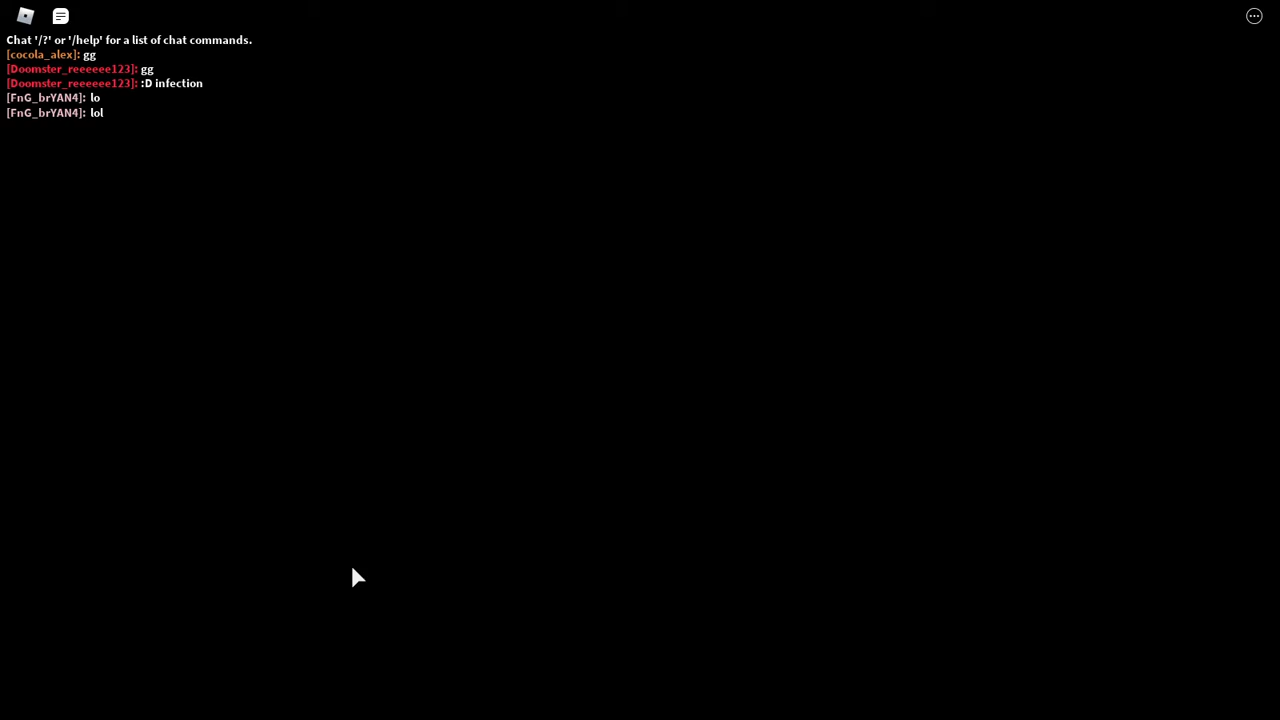 Chat '/?' or '/help' for a list of chat commands.
[cocola_alex]: gg
[Doomster_reeeeee123]: gg
[Doomster_reeeeee123]: :D infection
[FnG_brYAN4]: lo
[FnG_brYAN4]: lol